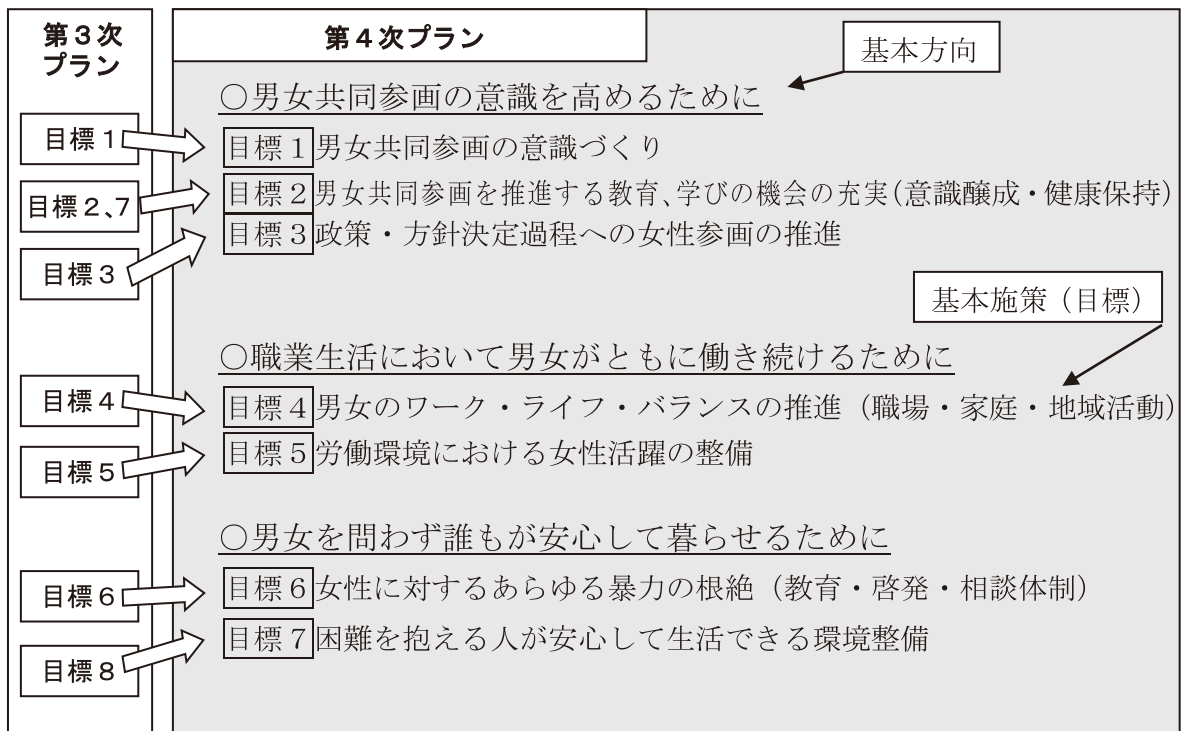 第３次
プラン
第４次プラン
基本方向
○男女共同参画の意識を高めるために
目標１
目標１男女共同参画の意識づくり
目標２、７
目標２男女共同参画を推進する教育、学びの機会の充実（意識醸成・健康保持）
目標３
目標３政策・方針決定過程への女性参画の推進
基本施策（目標）
○職業生活において男女がともに働き続けるために
目標４
目標４男女のワーク・ライフ・バランスの推進（職場・家庭・地域活動）
目標５
目標５労働環境における女性活躍の整備
○男女を問わず誰もが安心して暮らせるために
目標６
目標６女性に対するあらゆる暴力の根絶（教育・啓発・相談体制）
目標８
目標７困難を抱える人が安心して生活できる環境整備